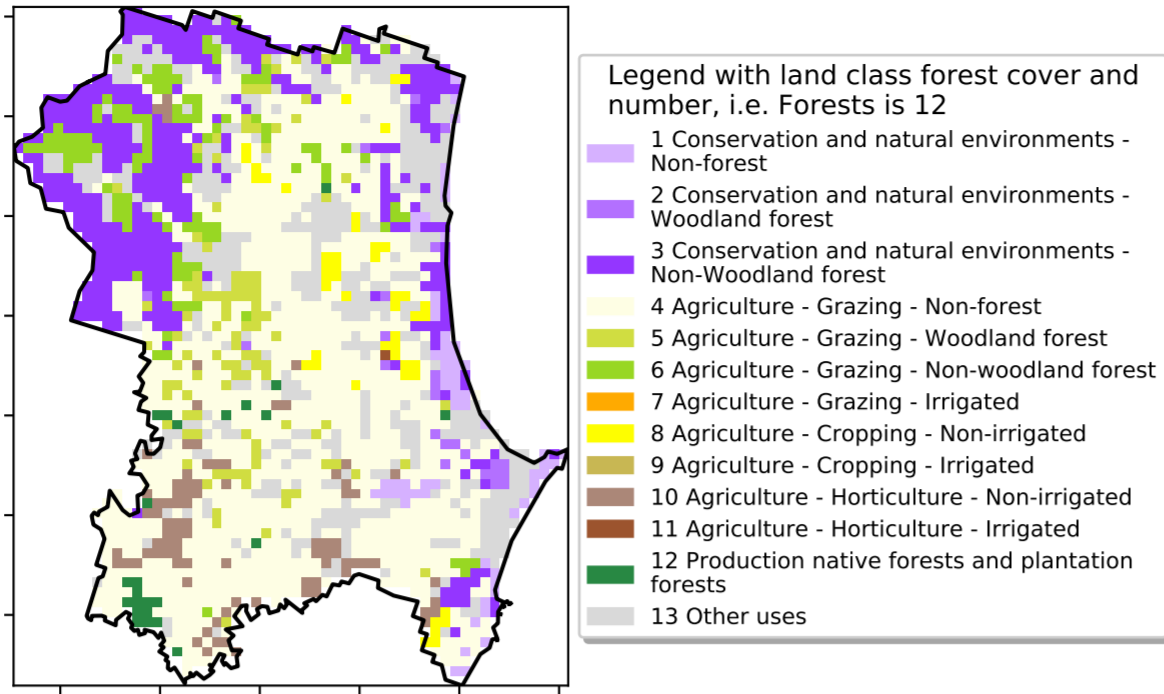 Legend with land class forest cover and
number, i.e. Forests is 12
1 Conservation and natural environments -
Non-forest
2 Conservation and natural environments -
Woodland forest
3 Conservation and natural environments -
Non-Woodland forest
4 Agriculture - Grazing - Non-forest
5 Agriculture - Grazing - Woodland forest
6 Agriculture - Grazing - Non-woodland forest
7 Agriculture - Grazing - Irrigated
8 Agriculture - Cropping - Non-irrigated
9 Agriculture - Cropping - Irrigated
10 Agriculture - Horticulture - Non-irrigated
11 Agriculture - Horticulture - Irrigated
12 Production native forests and plantation
forests
13 Other uses